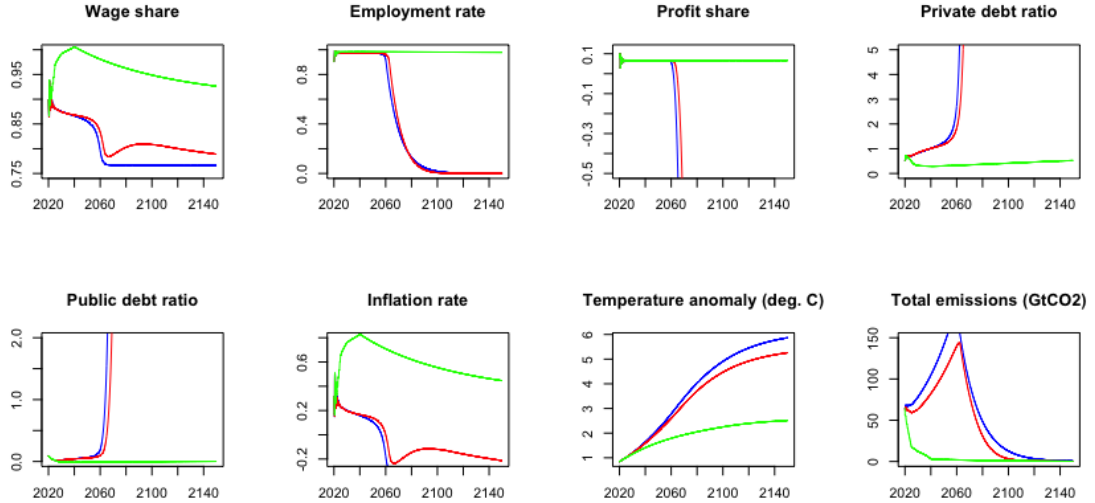 Wage share
Employment rate
Profit share
Private debt ratio
0.75 0.85 0.95
2020 2060 2100 2140
0.0 0.4 0.8
2020 2060 2100 2140
-0.5 -0.3 -0.1 0.1
2020 2060 2100 2140
0 1 2 3 4 5
2020 2060 2100 2140
Public debt ratio
Inflation rate
Temperature anomaly (deg. C)
Total emissions (GtCO2)
0.0 1.0 2.0
2020 2060 2100 2140
-0.2 0.2 0.6
2020 2060 2100 2140
1 2 3 4 5 6
2020 2060 2100 2140
0 50 100 150
2020 2060 2100 2140